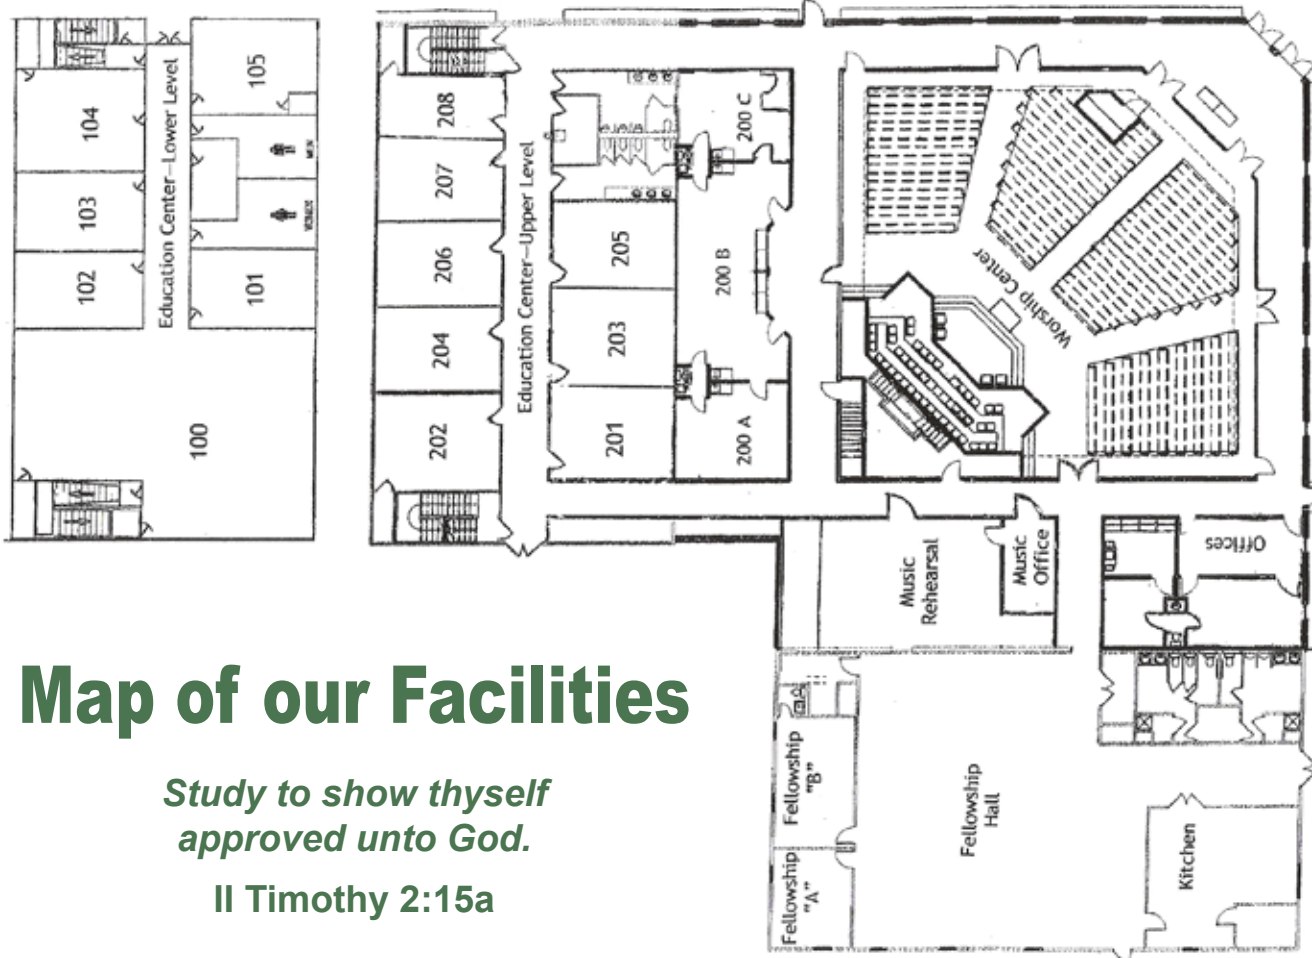 105
104
103
102
101
100
Education Center–Lower Level
MEN
WOMEN
208
207
206
204
202
Education Center–Upper Level
205
203
201
200 C
200 B
200 A
Worship Center
Music
Rehearsal
Music
Office
Offices
Fellowship
"B"
Fellowship
"A"
Fellowship
Hall
Kitchen
Map of our Facilities
Study to show thyself
approved unto God.
II Timothy 2:15a